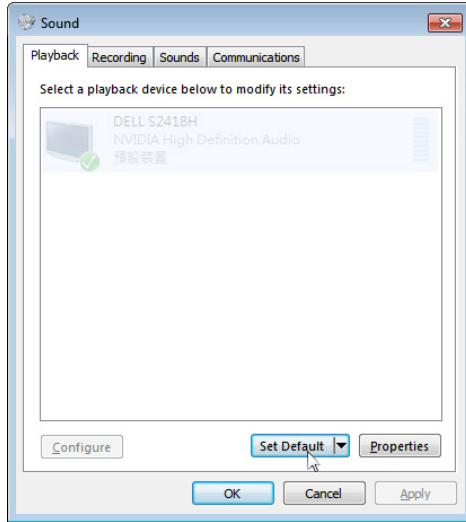 Sound
Playback Recording Sounds Communications
Select a playback device below to modify its settings:
DELL S2418H
NVIDIA High Definition Audio
預設裝置
Configure Set Default Properties
OK Cancel Apply